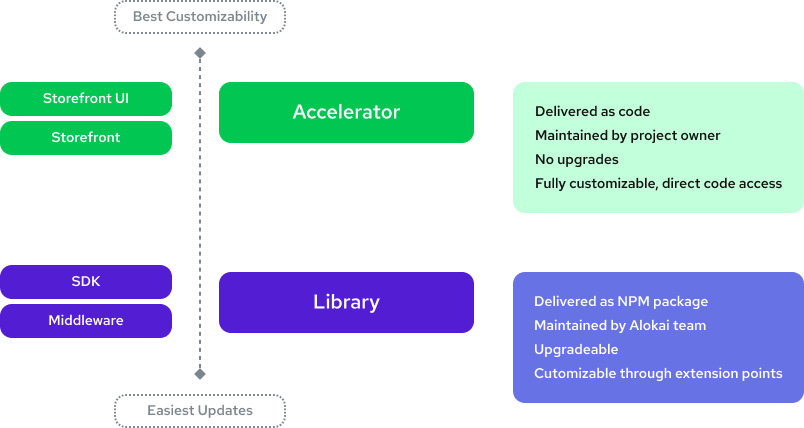 Best Customizability
Storefront UI
Storefront
Accelerator
Delivered as code
Maintained by project owner
No upgrades
Fully customizable, direct code access
SDK
Middleware
Library
Delivered as NPM package
Maintained by Alokai team
Upgradeable
Cutomizable through extension points
Easiest Updates